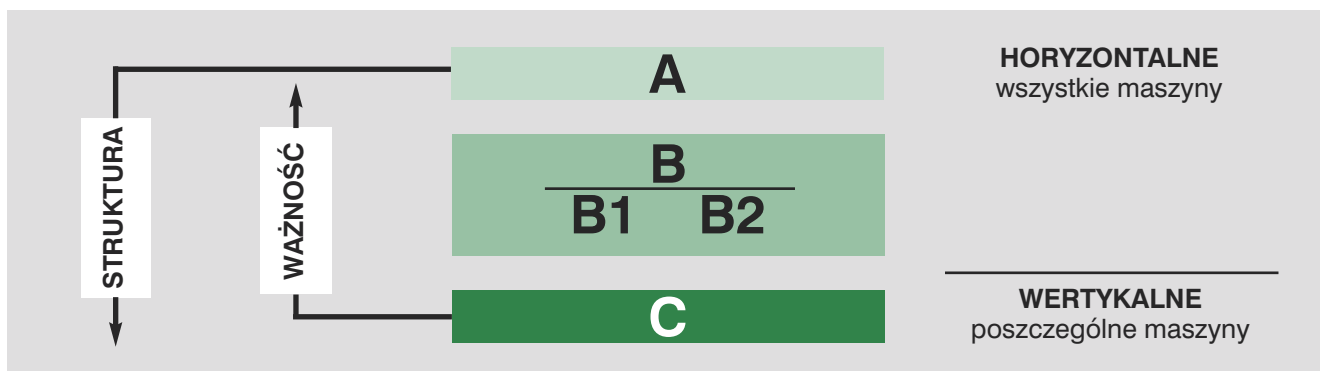 STRUKTURA
WAŻNOŚĆ
A
B
B1 B2
C
HORYZONTALNE
wszystkie maszyny
WERTYKALNE
poszczególne maszyny